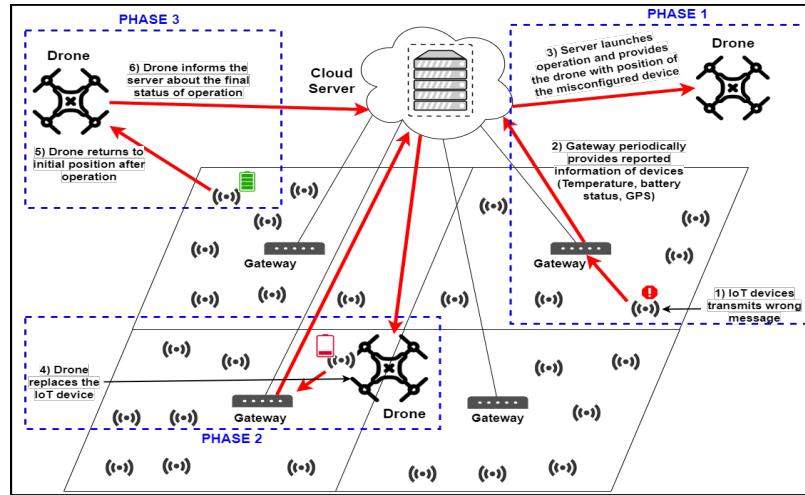 PHASE 3
PHASE 1
Drone
6) Drone informs the
server about the final
status of operation
Cloud
Server
3) Server launches
operation and provides
the drone with position of
the misconfigured device
Drone
5) Drone returns to
initial position after
operation
2) Gateway periodically
provides reported
information of devices
(Temperature, battery
status, GPS)
Gateway
Gateway
1) IoT devices
transmits wrong
message
4) Drone
replaces the
IoT device
Gateway
Drone
Gateway
PHASE 2